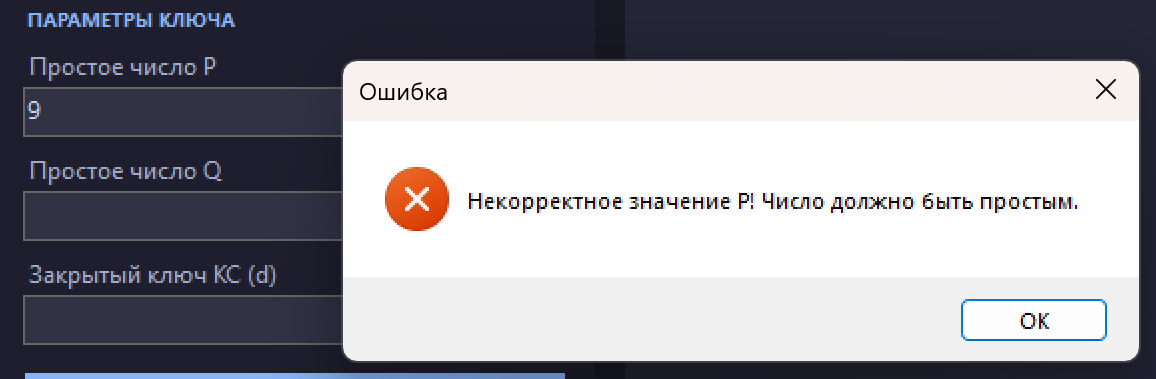 ПАРАМЕТРЫ КЛЮЧА
Простое число P
9
Ошибка
Некорректное значение P! Число должно быть простым.
Простое число Q
Закрытый ключ КС (d)
OK